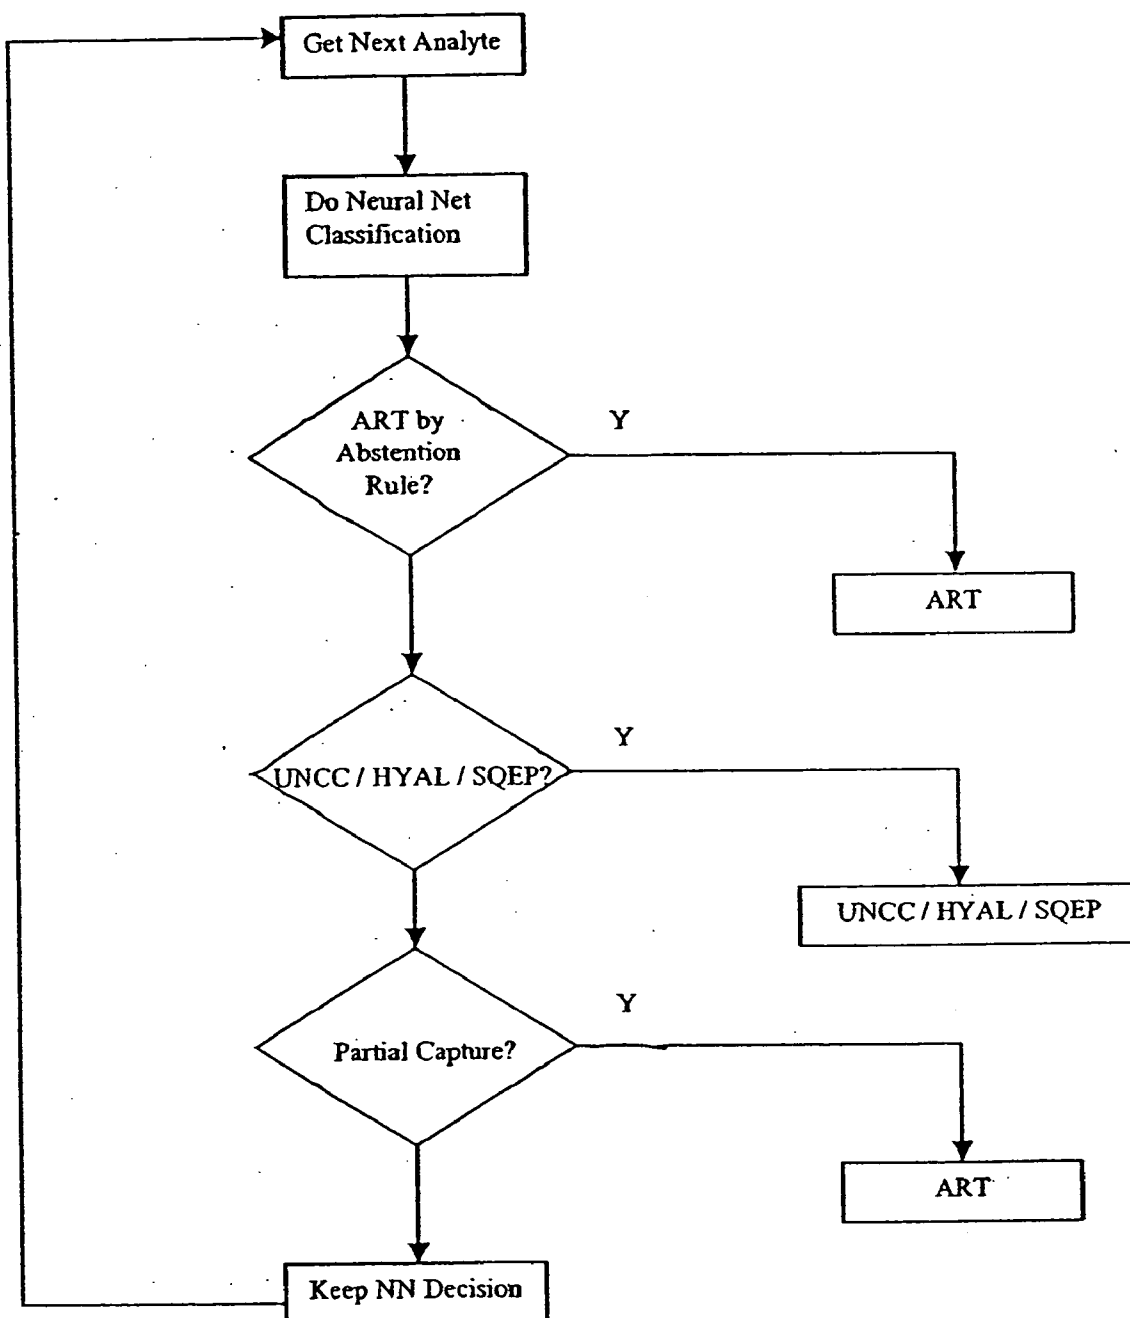 Get Next Analyte
Do Neural Net
Classification
ART by
Abstention
Rule?
Y
ART
UNCC / HYAL / SQEP?
Y
UNCC / HYAL / SQEP
Partial Capture?
Y
ART
Keep NN Decision